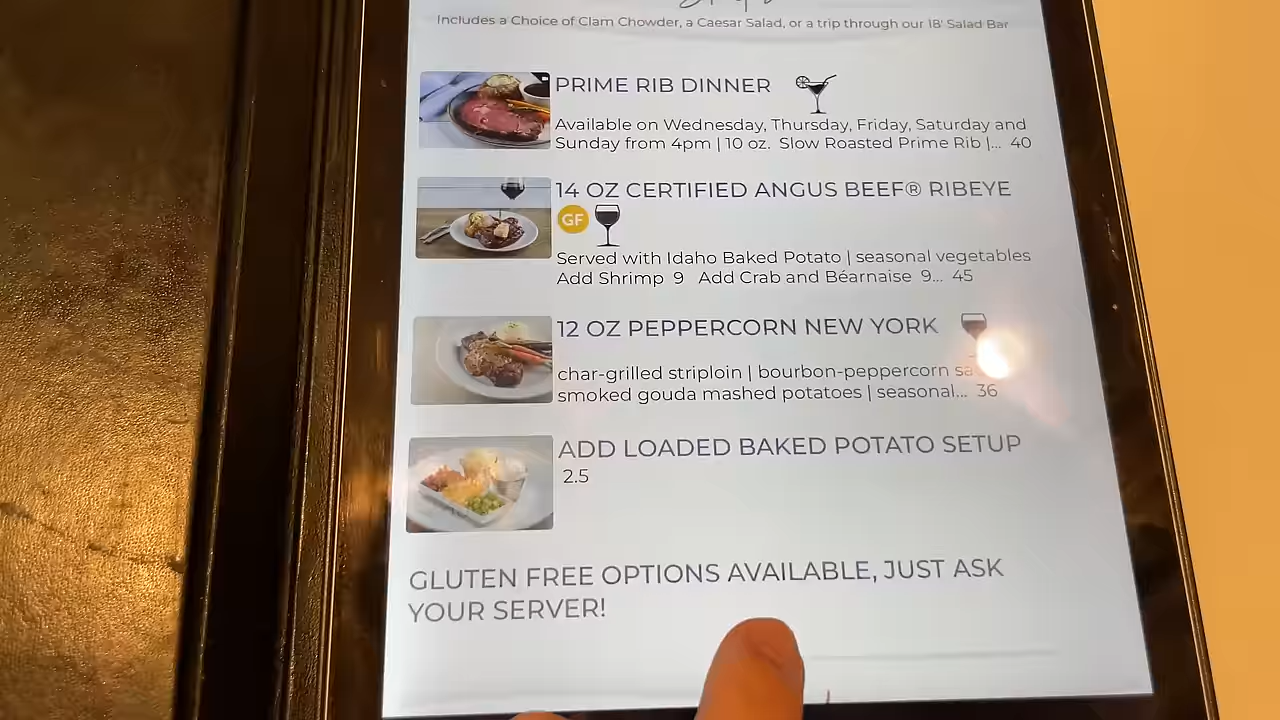 Includes a Choice of Clam Chowder, a Caesar Salad, or a trip through our 18' Salad Bar
PRIME RIB DINNER
Available on Wednesday, Thursday, Friday, Saturday and
Sunday from 4pm | 10 oz. Slow Roasted Prime Rib |... 40
14 OZ CERTIFIED ANGUS BEEF® RIBEYE
GF
Served with Idaho Baked Potato | seasonal vegetables
Add Shrimp 9 Add Crab and Béarnaise 9... 45
12 OZ PEPPERCORN NEW YORK
char-grilled striploin | bourbon-peppercorn
smoked gouda mashed potatoes | seasonal... 36
ADD LOADED BAKED POTATO SETUP
2.5
GLUTEN FREE OPTIONS AVAILABLE, JUST ASK
YOUR SERVER!